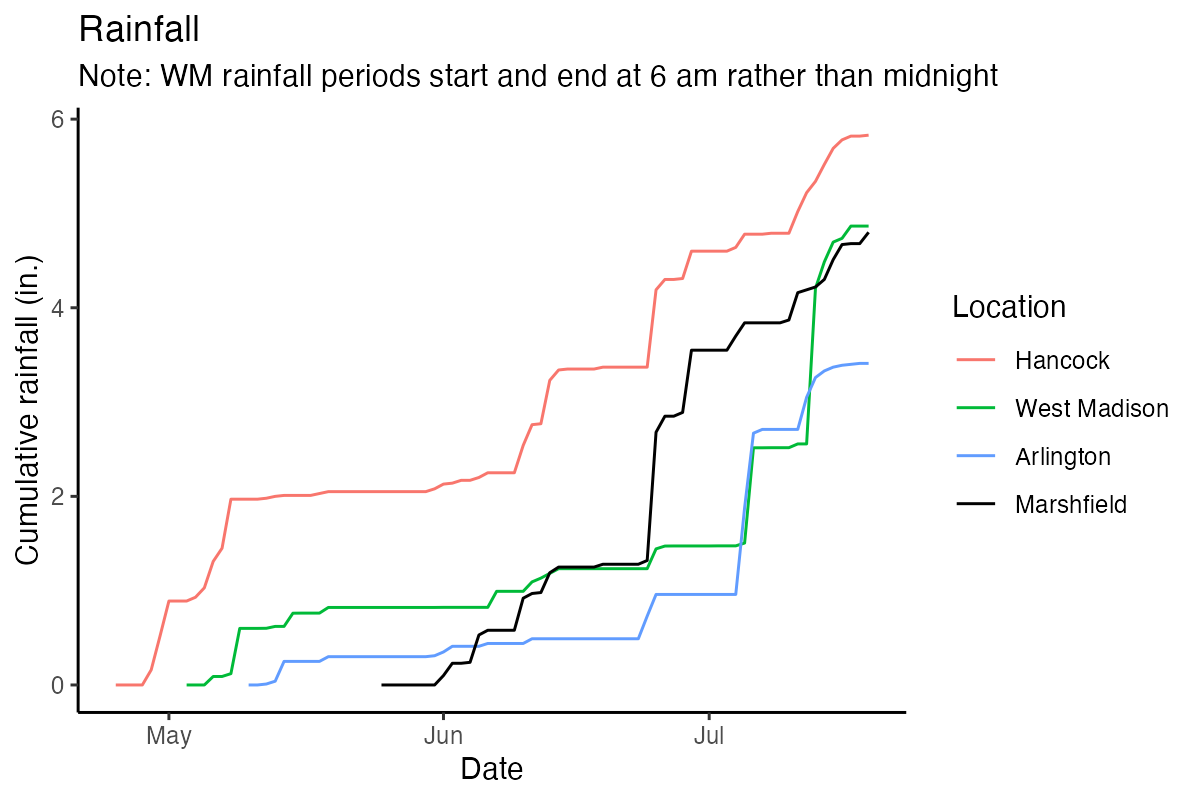 Rainfall
Note: WM rainfall periods start and end at 6 am rather than midnight
Cumulative rainfall (in.)
6
4
2
0
May
Jun
Jul
Date
Location
Hancock
West Madison
Arlington
Marshfield